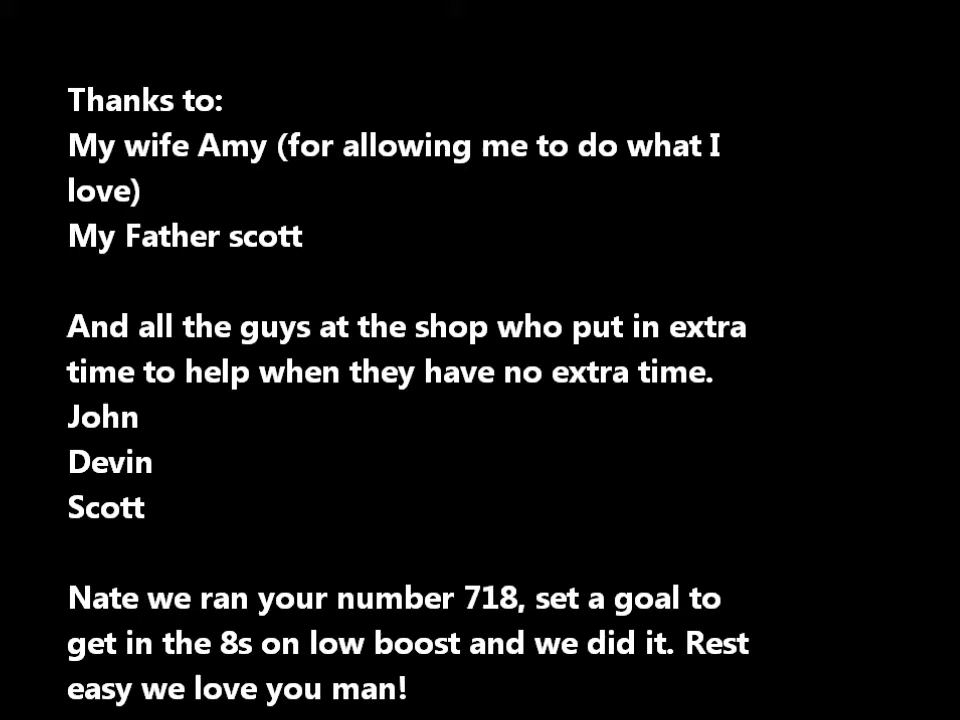 Thanks to:
My wife Amy (for allowing me to do what I
love)
My Father scott
And all the guys at the shop who put in extra
time to help when they have no extra time.
John
Devin
Scott
Nate we ran your number 718, set a goal to
get in the 8s on low boost and we did it. Rest
easy we love you man!